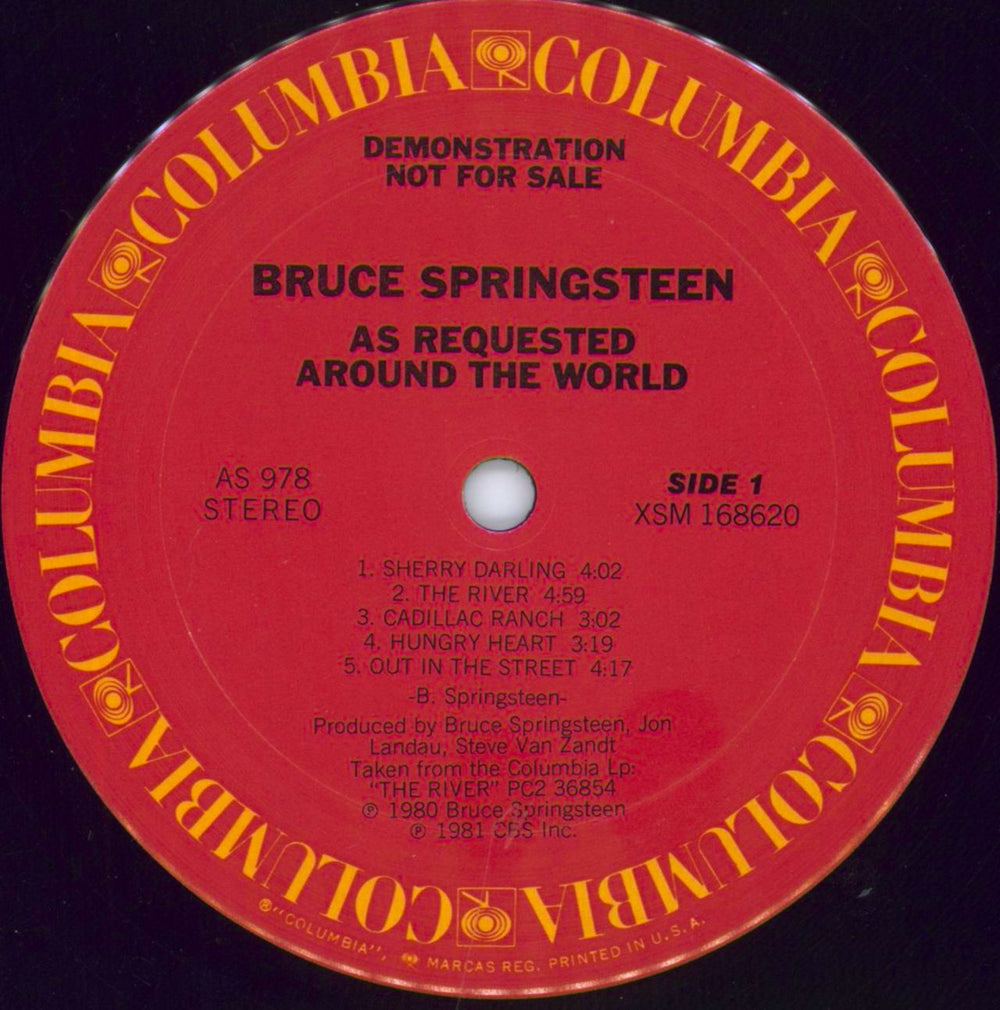 COLUMBIA COLUMBIA COLUMBIA COLUMBIA COLUMBIA COLUMBIA COLUMBIA COLUMBIA
DEMONSTRATION
NOT FOR SALE
BRUCE SPRINGSTEEN
AS REQUESTED
AROUND THE WORLD
AS 978
STEREO
SIDE 1
XSM 168620
1. SHERRY DARLING 4:02
2. THE RIVER 4:59
3. CADILLAC RANCH 3:02
4. HUNGRY HEART 3:19
5. OUT IN THE STREET 4:17
-B. Springsteen-
Produced by Bruce Springsteen, Jon
Landau, Steve Van Zandt
Taken from the Columbia Lp:
"THE RIVER" PC2 36854
℗ 1980 Bruce Springsteen
℗ 1981 CBS Inc.
®"COLUMBIA", MARCAS REG. PRINTED IN U.S.A.